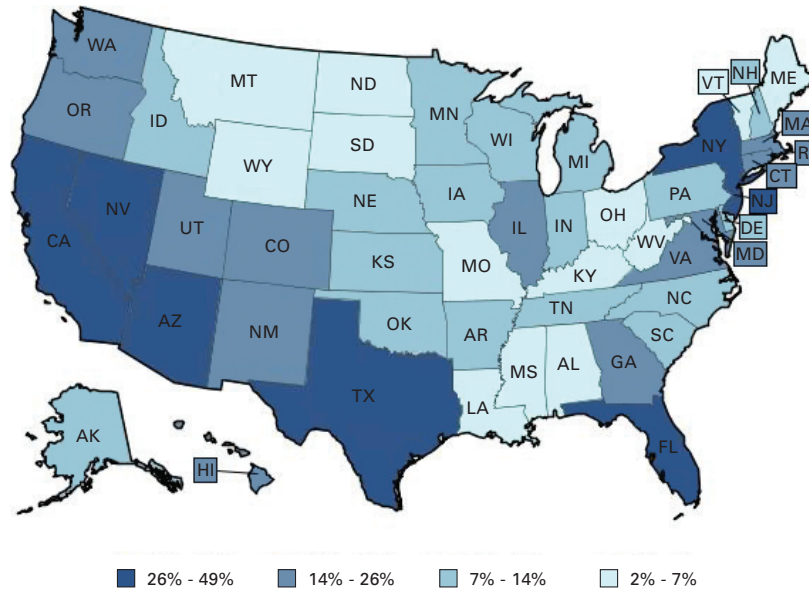 WA
MT
ND
MN
VT
NH
ME
OR
ID
SD
WI
NY
MA
R
WY
MI
CT
NE
IA
PA
NJ
NV
UT
CO
IL
IN
OH
DE
CA
WV
VA
MD
KS
MO
KY
NC
AZ
NM
OK
AR
TN
SC
MS
AL
GA
TX
LA
AK
FL
HI
26% - 49%
14% - 26%
7% - 14%
2% - 7%